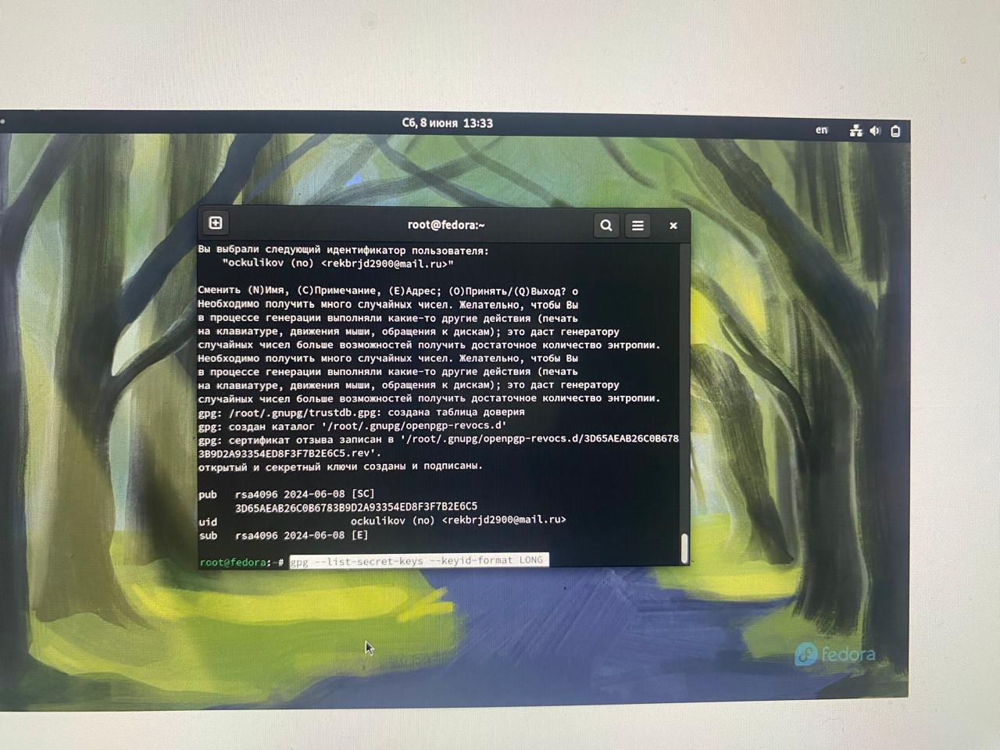 Сб, 8 июня 13:33
en
root@fedora:~
Вы выбрали следующий идентификатор пользователя:
"ockulikov (no) <rekbrjd2900@mail.ru>"
Сменить (N)Имя, (C)Примечание, (E)Адрес; (O)Принять/(Q)Выход? o
Необходимо получить много случайных чисел. Желательно, чтобы Вы
в процессе генерации выполняли какие-то другие действия (печать
на клавиатуре, движения мыши, обращения к дискам); это даст генератору
случайных чисел больше возможностей получить достаточное количество энтропии.
Необходимо получить много случайных чисел. Желательно, чтобы Вы
в процессе генерации выполняли какие-то другие действия (печать
на клавиатуре, движения мыши, обращения к дискам); это даст генератору
случайных чисел больше возможностей получить достаточное количество энтропии.
gpg: /root/.gnupg/trustdb.gpg: создана таблица доверия
gpg: создан каталог '/root/.gnupg/openpgp-revocs.d'
gpg: сертификат отзыва записан в '/root/.gnupg/openpgp-revocs.d/3D65AEAB26C0B678
3B9D2A93354ED8F3F7B2E6C5.rev'.
открытый и секретный ключи созданы и подписаны.
pub rsa4096 2024-06-08 [SC]
3D65AEAB26C0B6783B9D2A93354ED8F3F7B2E6C5
uid ockulikov (no) <rekbrjd2900@mail.ru>
sub rsa4096 2024-06-08 [E]
root@fedora:~# gpg --list-secret-keys --keyid-format LONG
fedora